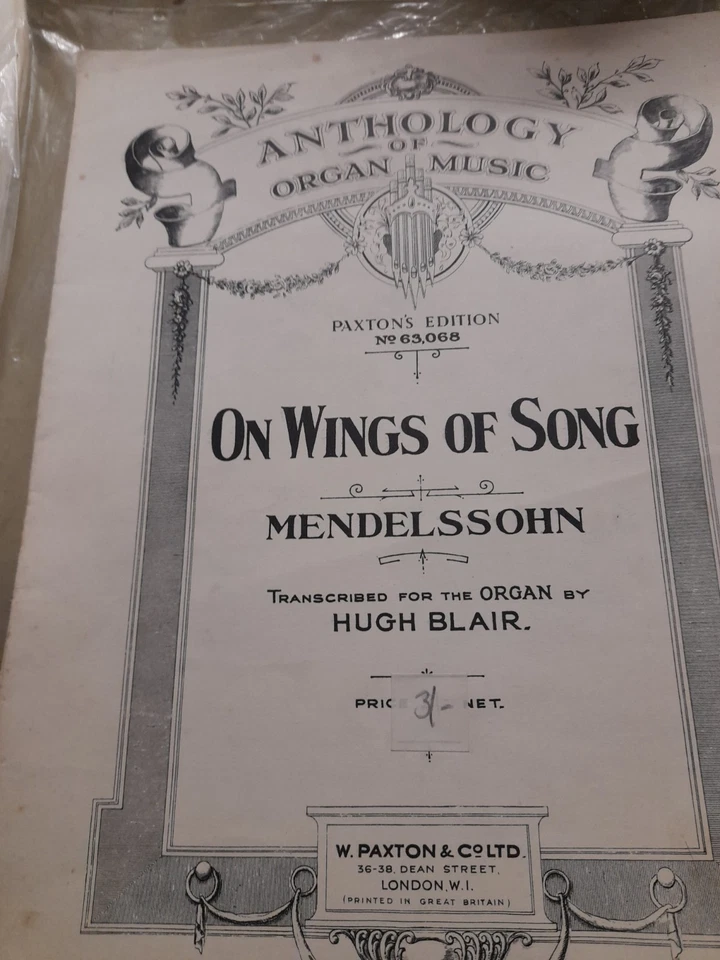 ANTHOLOGY
OF
ORGAN MUSIC
PAXTON'S EDITION
Nº 63,068
ON WINGS OF SONG
MENDELSSOHN
TRANSCRIBED FOR THE ORGAN BY
HUGH BLAIR.
PRIC 3/- NET.
W. PAXTON & Cº LTD.
36-38, DEAN STREET,
LONDON, W.I.
(PRINTED IN GREAT BRITAIN)